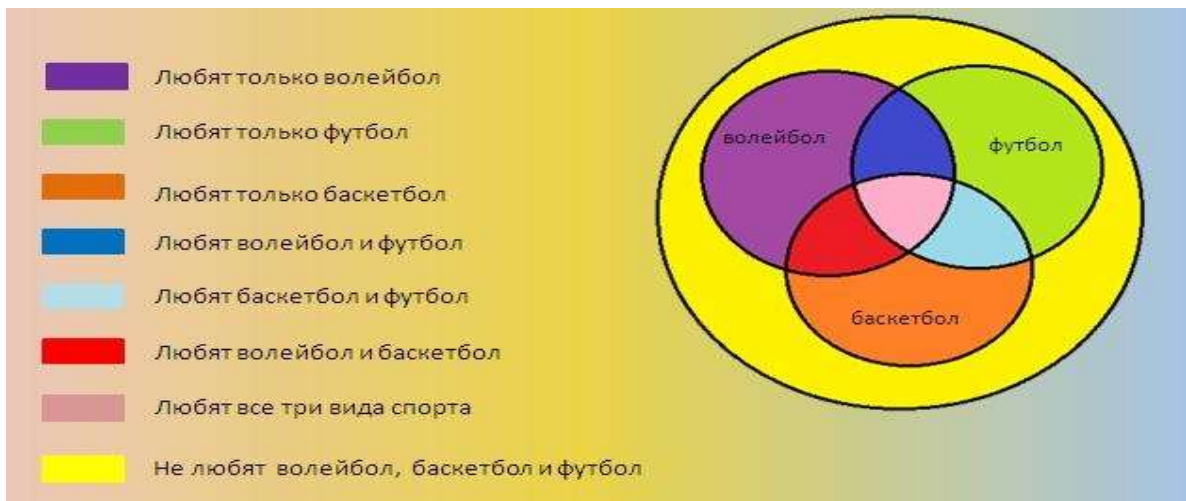 Любят только волейбол
Любят только футбол
Любят только баскетбол
Любят волейбол и футбол
Любят баскетбол и футбол
Любят волейбол и баскетбол
Любят все три вида спорта
Не любят волейбол, баскетбол и футбол
волейбол
футбол
баскетбол